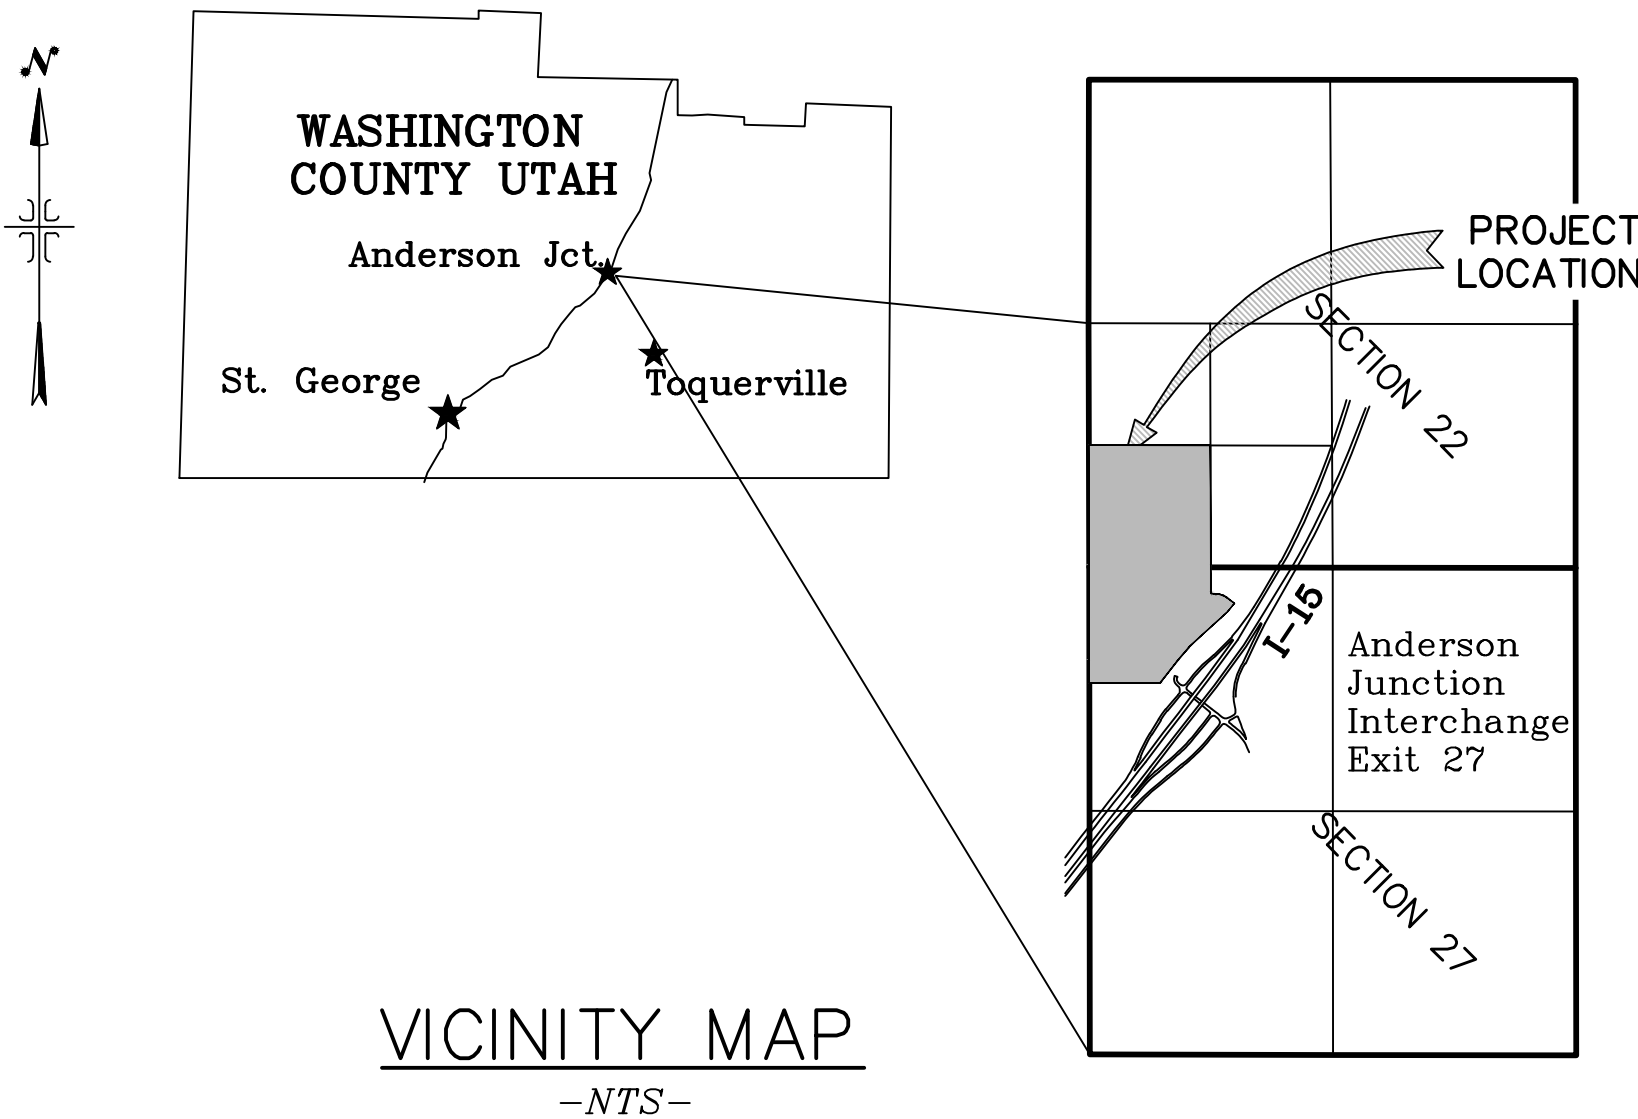 N
WASHINGTON
COUNTY UTAH
Anderson Jct.
St. George
Toquerville
PROJECT
LOCATION
SECTION 22
I-15
Anderson
Junction
Interchange
Exit 27
SECTION 27
VICINITY MAP
-NTS-